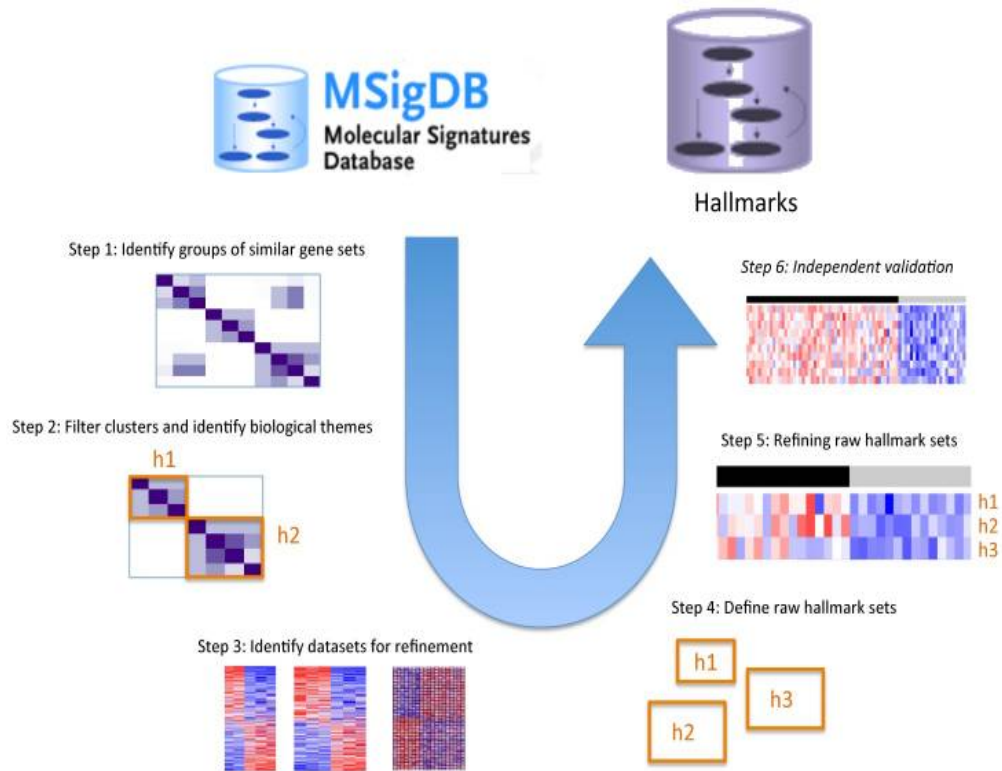 MSigDB
Molecular Signatures
Database
Hallmarks
Step 1: Identify groups of similar gene sets
Step 2: Filter clusters and identify biological themes
h1
h2
Step 3: Identify datasets for refinement
Step 4: Define raw hallmark sets
h1
h3
h2
Step 5: Refining raw hallmark sets
h1
h2
h3
Step 6: Independent validation